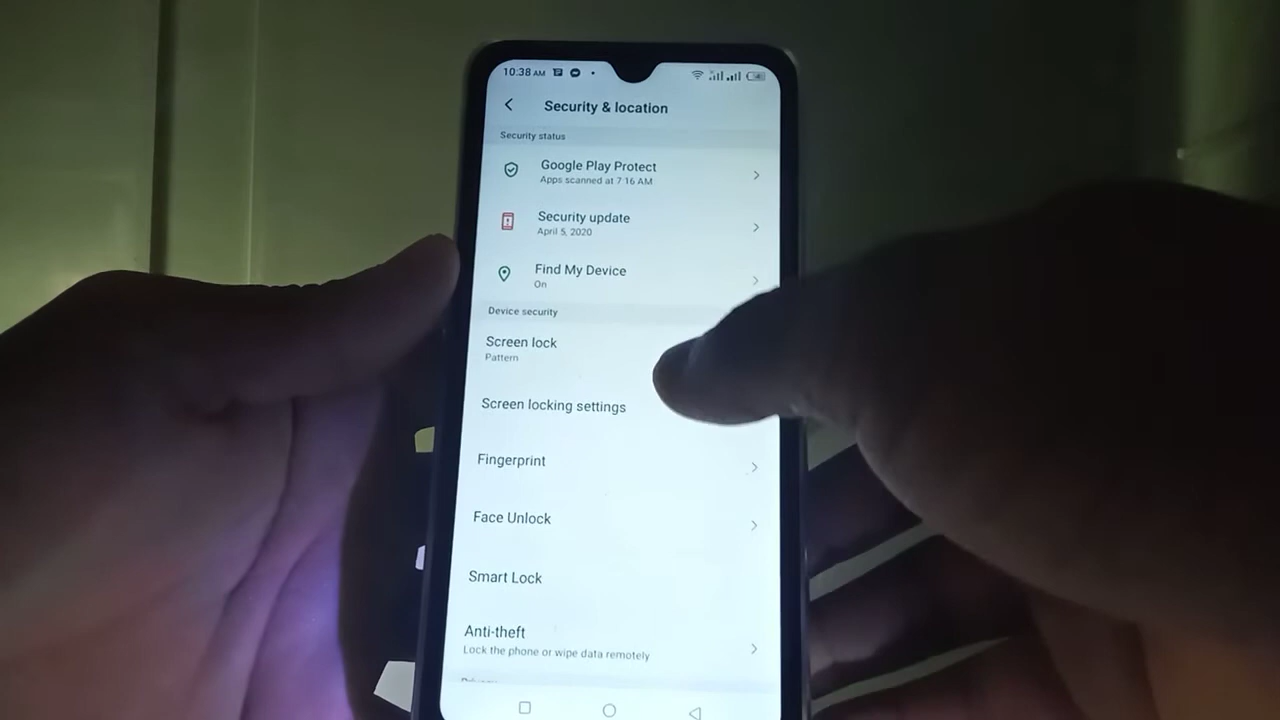 10:38 AM
Security & location
Security status
Google Play Protect
Apps scanned at 7:16 AM
Security update
April 5, 2020
Find My Device
On
Device security
Screen lock
Pattern
Screen locking settings
Fingerprint
Face Unlock
Smart Lock
Anti-theft
Lock the phone or wipe data remotely